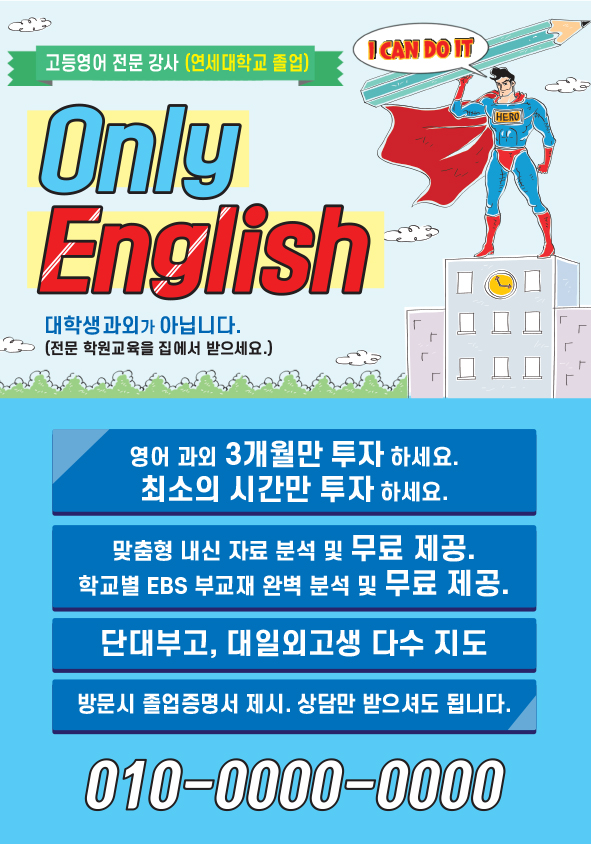 고등영어 전문 강사 (연세대학교 졸업)
I CAN DO IT
HERO
Only
English
대학생과외가 아닙니다.
(전문 학원교육을 집에서 받으세요.)
영어 과외 3개월만 투자 하세요.
최소의 시간만 투자 하세요.
맞춤형 내신 자료 분석 및 무료 제공.
학교별 EBS 부교재 완벽 분석 및 무료 제공.
단대부고, 대일외고생 다수 지도
방문시 졸업증명서 제시. 상담만 받으셔도 됩니다.
010-0000-0000